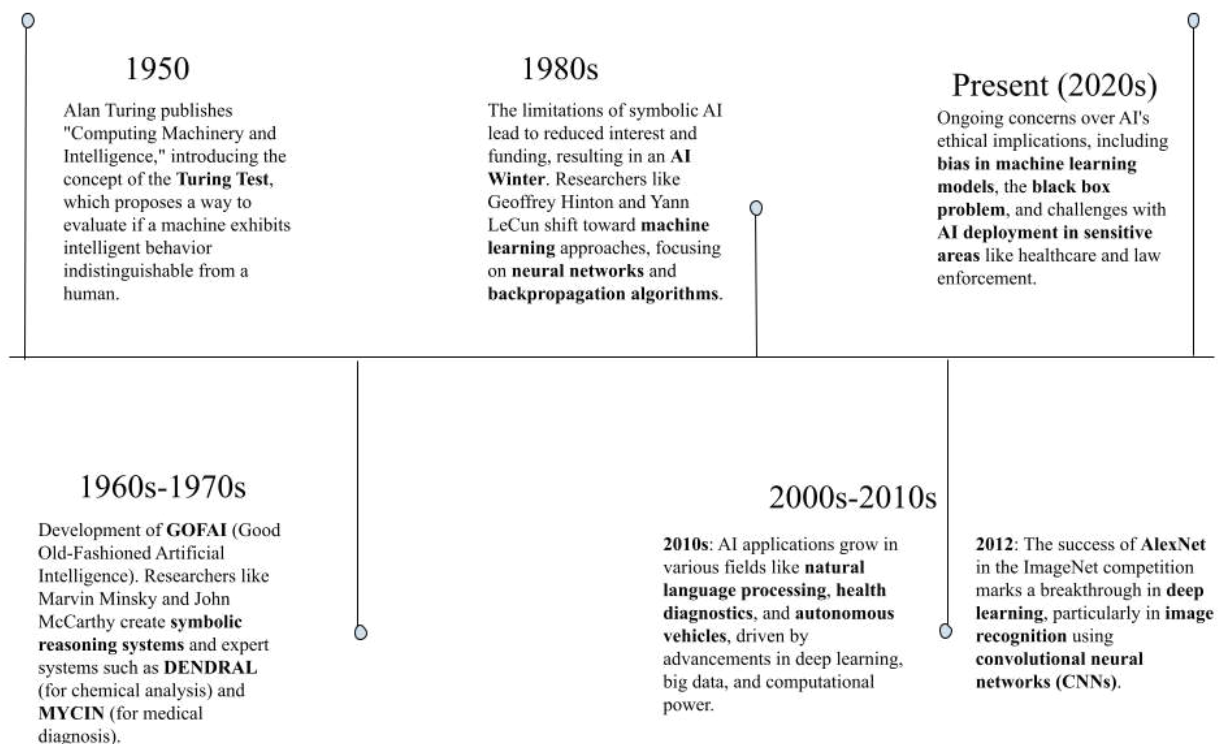 1950
Alan Turing publishes
"Computing Machinery and
Intelligence," introducing the
concept of the Turing Test,
which proposes a way to
evaluate if a machine exhibits
intelligent behavior
indistinguishable from a
human.
1980s
The limitations of symbolic AI
lead to reduced interest and
funding, resulting in an AI
Winter. Researchers like
Geoffrey Hinton and Yann
LeCun shift toward machine
learning approaches, focusing
on neural networks and
backpropagation algorithms.
Present (2020s)
Ongoing concerns over AI's
ethical implications, including
bias in machine learning
models, the black box
problem, and challenges with
AI deployment in sensitive
areas like healthcare and law
enforcement.
1960s-1970s
Development of GOFAI (Good
Old-Fashioned Artificial
Intelligence). Researchers like
Marvin Minsky and John
McCarthy create symbolic
reasoning systems and expert
systems such as DENDRAL
(for chemical analysis) and
MYCIN (for medical
diagnosis).
2000s-2010s
2010s: AI applications grow in
various fields like natural
language processing, health
diagnostics, and autonomous
vehicles, driven by
advancements in deep learning,
big data, and computational
power.
2012: The success of AlexNet
in the ImageNet competition
marks a breakthrough in deep
learning, particularly in image
recognition using
convolutional neural
networks (CNNs).